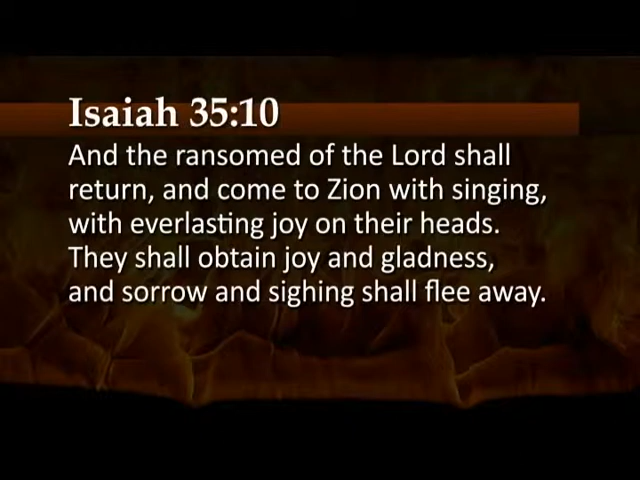 Isaiah 35:10
And the ransomed of the Lord shall
return, and come to Zion with singing,
with everlasting joy on their heads.
They shall obtain joy and gladness,
and sorrow and sighing shall flee away.